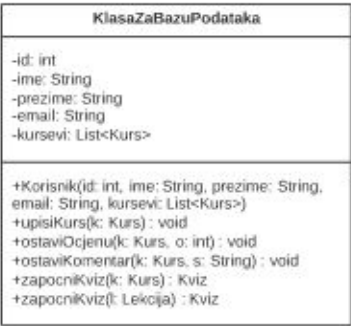 KlasaZaBazuPodataka
-id: int
-ime: String
-prezime: String
-email: String
-kursevi: List<Kurs>
+Korisnik(id: int, ime: String, prezime: String,
email: String, kursevi: List<Kurs>)
+upisiKurs(k: Kurs) : void
+ostaviOcjenu(k: Kurs, o: int) : void
+ostaviKomentar(k: Kurs, s: String) : void
+zapocniKviz(k: Kurs) : Kviz
+zapocniKviz(l: Lekcija) : Kviz